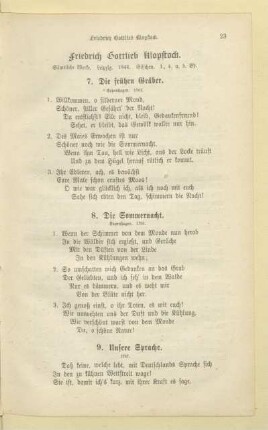 Friedrich Gottlieb Klopstock. 23
Friedrich Gottlieb Klopstock.
Sämtliche Werke. Leipzig. Göschen.
7. Die frühen Gräber.
1. Willkommen, o silberner Mond,
Schöner, stiller Gefährt der Nacht!
Du entfliehst? Eile nicht, bleib, Gedankenfreund!
Sehet, er bleibt, das Gewölk wallte nur hin.
2. Des Maies Erwachen ist nur
Schöner noch wie die Sommernacht,
Wenn ihm Tau, hell wie Licht, aus der Locke träuft
Und zu dem Hügel herauf rötlich er kömmt.
3. Ihr Edleren, ach, es bewächst
Eure Male schon ernstes Moos!
O wie war glücklich ich, als ich noch mit euch
Sahe sich röten den Tag, schimmern die Nacht!
8. Die Sommernacht.
1. Wenn der Schimmer von dem Monde nun herab
In die Wälder sich ergießt, und Gerüche
Mit den Düften von der Linde
In den Kühlungen wehn;
2. So umschatten mich Gedanken an das Grab
Der Geliebten, und ich seh in dem Walde
Nur es dämmern, und es weht mir
Von der Blüte nicht her.
3. Ich genoß einst, o ihr Toten, es mit euch!
Wie umwehten uns der Duft und die Kühlung,
Wie verschönt warst von dem Monde,
Du, o schöne Natur!
9. Unsere Sprache.
Daß keine, welche lebt, mit Deutschlands Sprache sich
In den zu kühnen Wettstreit wage!
Sie ist, damit ich's kurz, mit ihrer Kraft es sage,